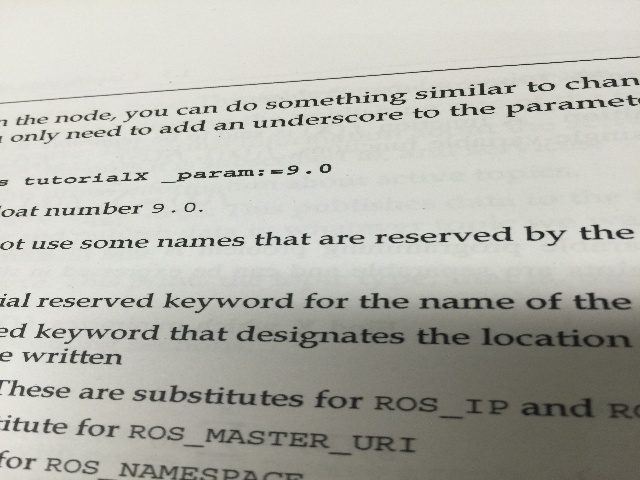 n the node, you can do something similar to chan
only need to add an underscore to the paramet
s tutorialX _param:=9.0
loat number 9.0.
ot use some names that are reserved by the
ial reserved keyword for the name of the
ed keyword that designates the location
e written
These are substitutes for ROS_IP and RO
titute for ROS_MASTER_URI
for ROS_NAMESPACE